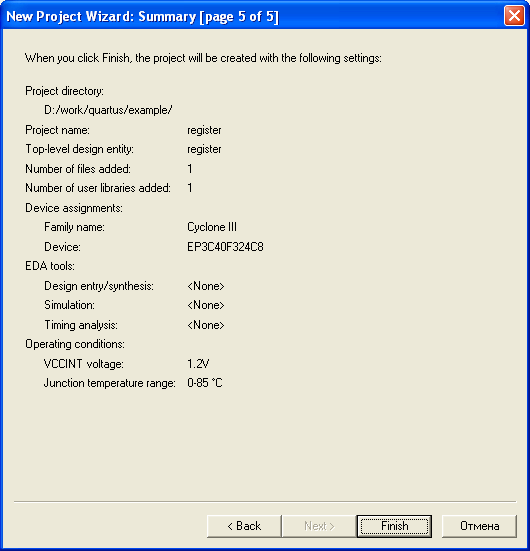 New Project Wizard: Summary [page 5 of 5]
When you click Finish, the project will be created with the following settings:
Project directory:
D:/work/quartus/example/
Project name: register
Top-level design entity: register
Number of files added: 1
Number of user libraries added: 1
Device assignments:
Family name: Cyclone III
Device: EP3C40F324C8
EDA tools:
Design entry/synthesis: <None>
Simulation: <None>
Timing analysis: <None>
Operating conditions:
VCCINT voltage: 1.2V
Junction temperature range: 0-85 °C
< Back Next > Finish Отмена